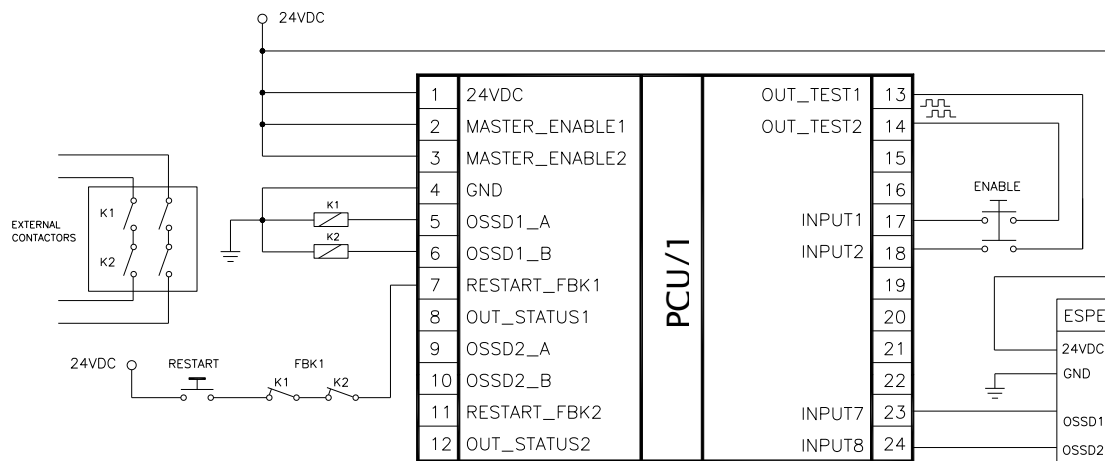 24VDC
1 24VDC
2 MASTER_ENABLE1
3 MASTER_ENABLE2
4 GND
5 OSSD1_A
6 OSSD1_B
7 RESTART_FBK1
8 OUT_STATUS1
9 OSSD2_A
10 OSSD2_B
11 RESTART_FBK2
12 OUT_STATUS2
PCU/1
OUT_TEST1 13
OUT_TEST2 14
15
16
INPUT1 17
INPUT2 18
19
20
21
22
INPUT7 23
INPUT8 24
K1
K2
EXTERNAL
CONTACTORS
K1
K2
24VDC
RESTART
FBK1
K1
K2
ENABLE
ESPE
24VDC
GND
OSSD1
OSSD2